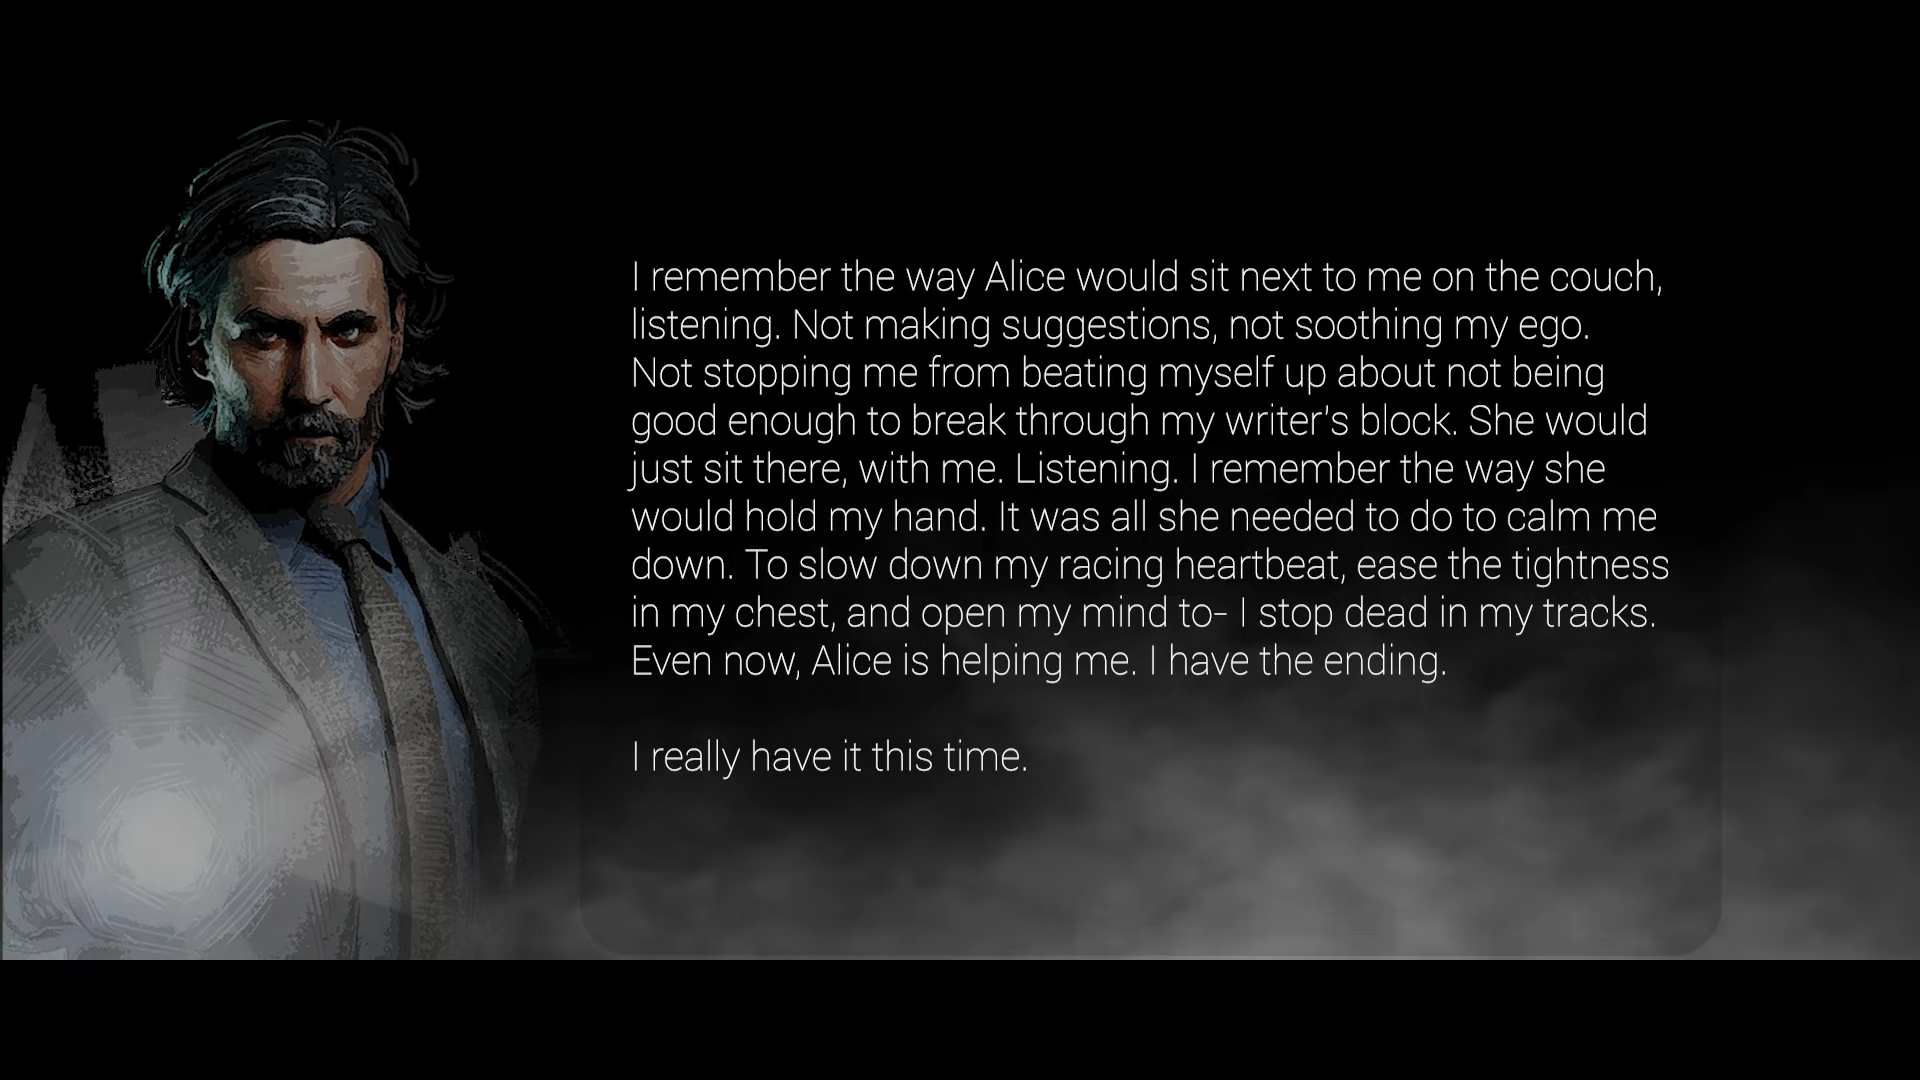 I remember the way Alice would sit next to me on the couch,
listening. Not making suggestions, not soothing my ego.
Not stopping me from beating myself up about not being
good enough to break through my writer's block. She would
just sit there, with me. Listening. I remember the way she
would hold my hand. It was all she needed to do to calm me
down. To slow down my racing heartbeat, ease the tightness
in my chest, and open my mind to- I stop dead in my tracks.
Even now, Alice is helping me. I have the ending.
I really have it this time.